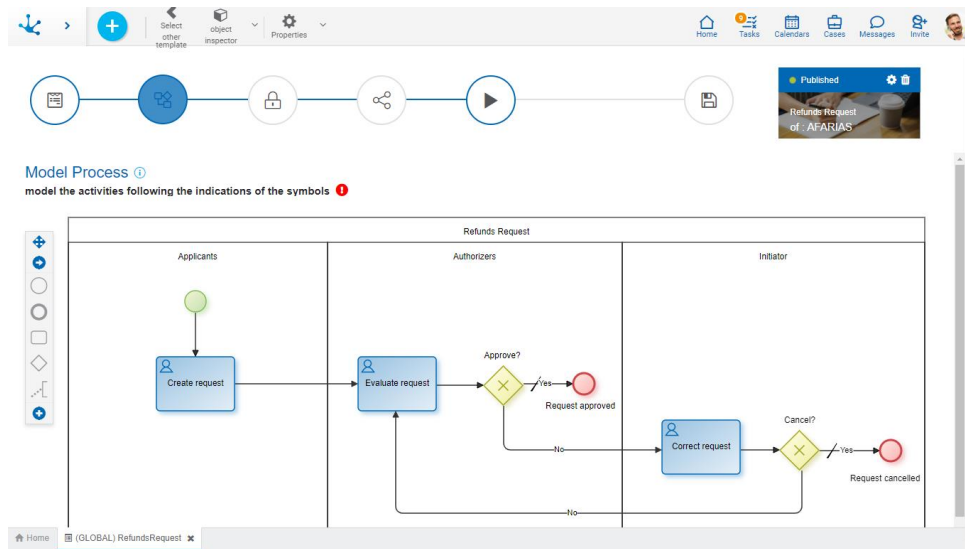 Select
other
template
object
inspector
Properties
Home
9
Tasks
Calendars
Cases
Messages
Invite
Published
Refunds Request
of : AFARIAS
Model Process
model the activities following the indications of the symbols
Refunds Request
Applicants
Authorizers
Initiator
Create request
Evaluate request
Approve?
Yes
Request approved
No
Correct request
Cancel?
Yes
Request cancelled
No
Home
(GLOBAL) RefundsRequest